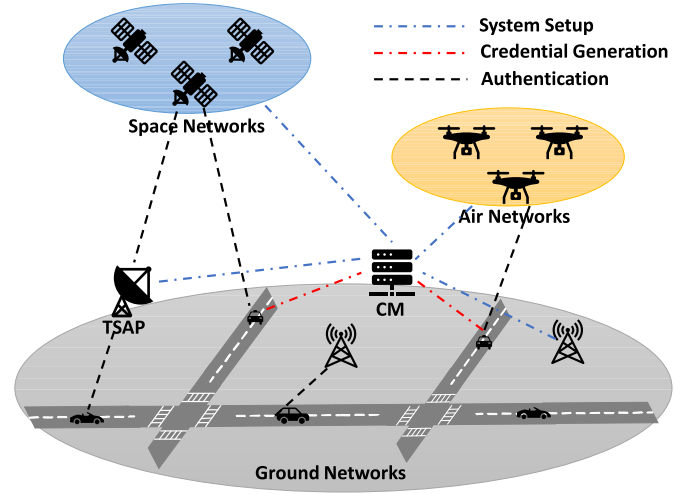 System Setup
Credential Generation
Authentication
Space Networks
Air Networks
TSAP
CM
Ground Networks